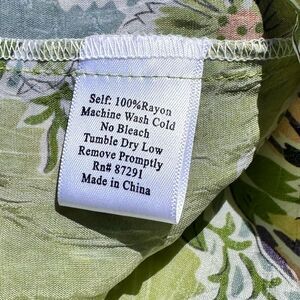 Self: 100%Rayon
Machine Wash Cold
No Bleach
Tumble Dry Low
Remove Promptly
Rn# 87291
Made in China